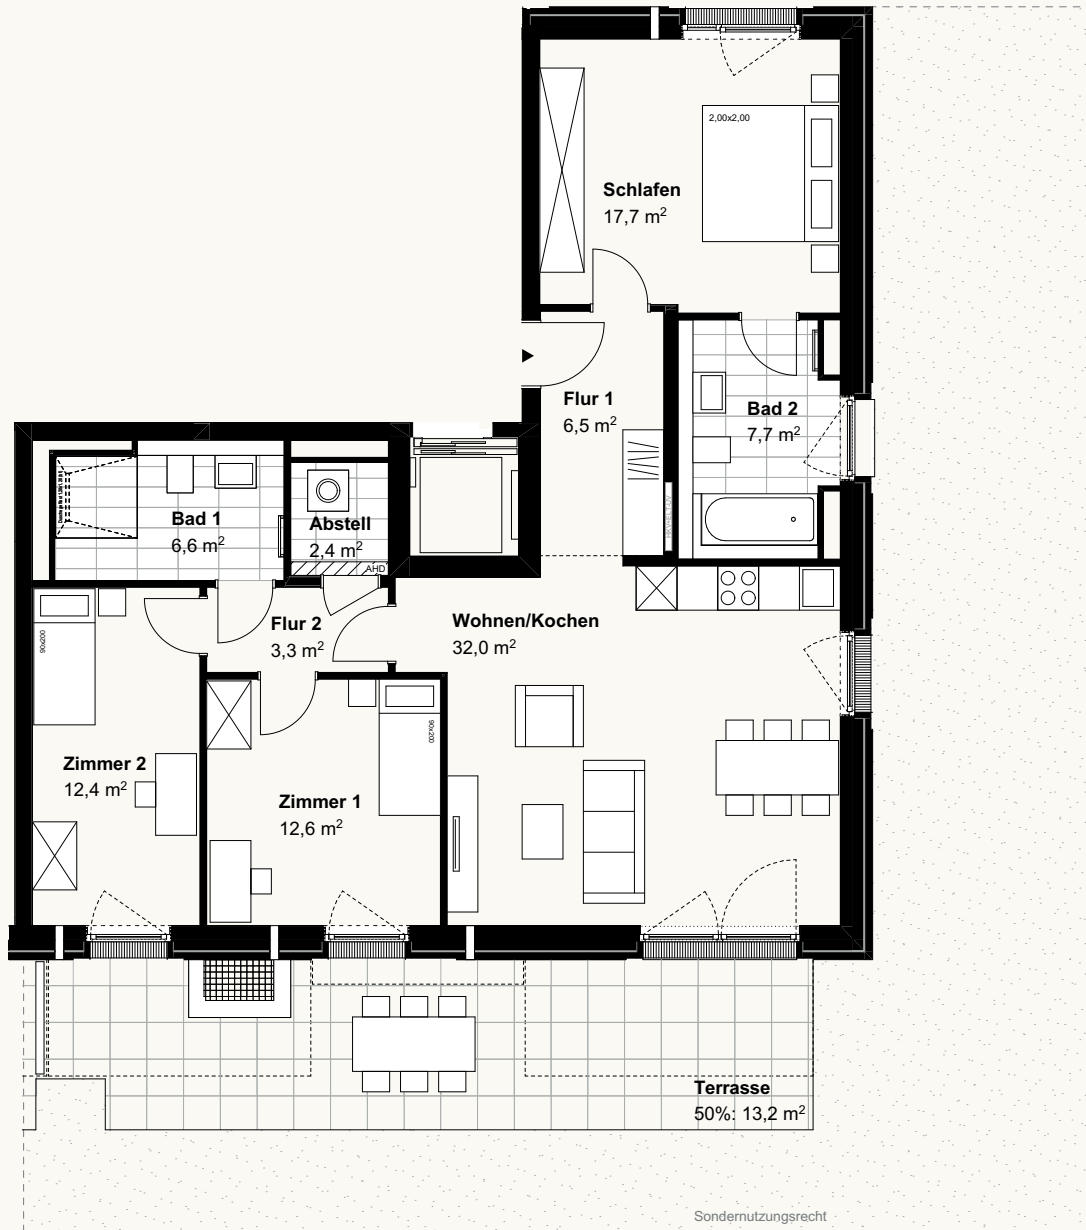 2,00x2,00
Schlafen
17,7 m²
Flur 1
6,5 m²
Bad 2
7,7 m²
Bad 1
6,6 m²
Abstell
2,4 m²
AHD
Flur 2
3,3 m²
Wohnen/Kochen
32,0 m²
90x200
90x200
Zimmer 2
12,4 m²
Zimmer 1
12,6 m²
Terrasse
50%: 13,2 m²
Sondernutzungsrecht